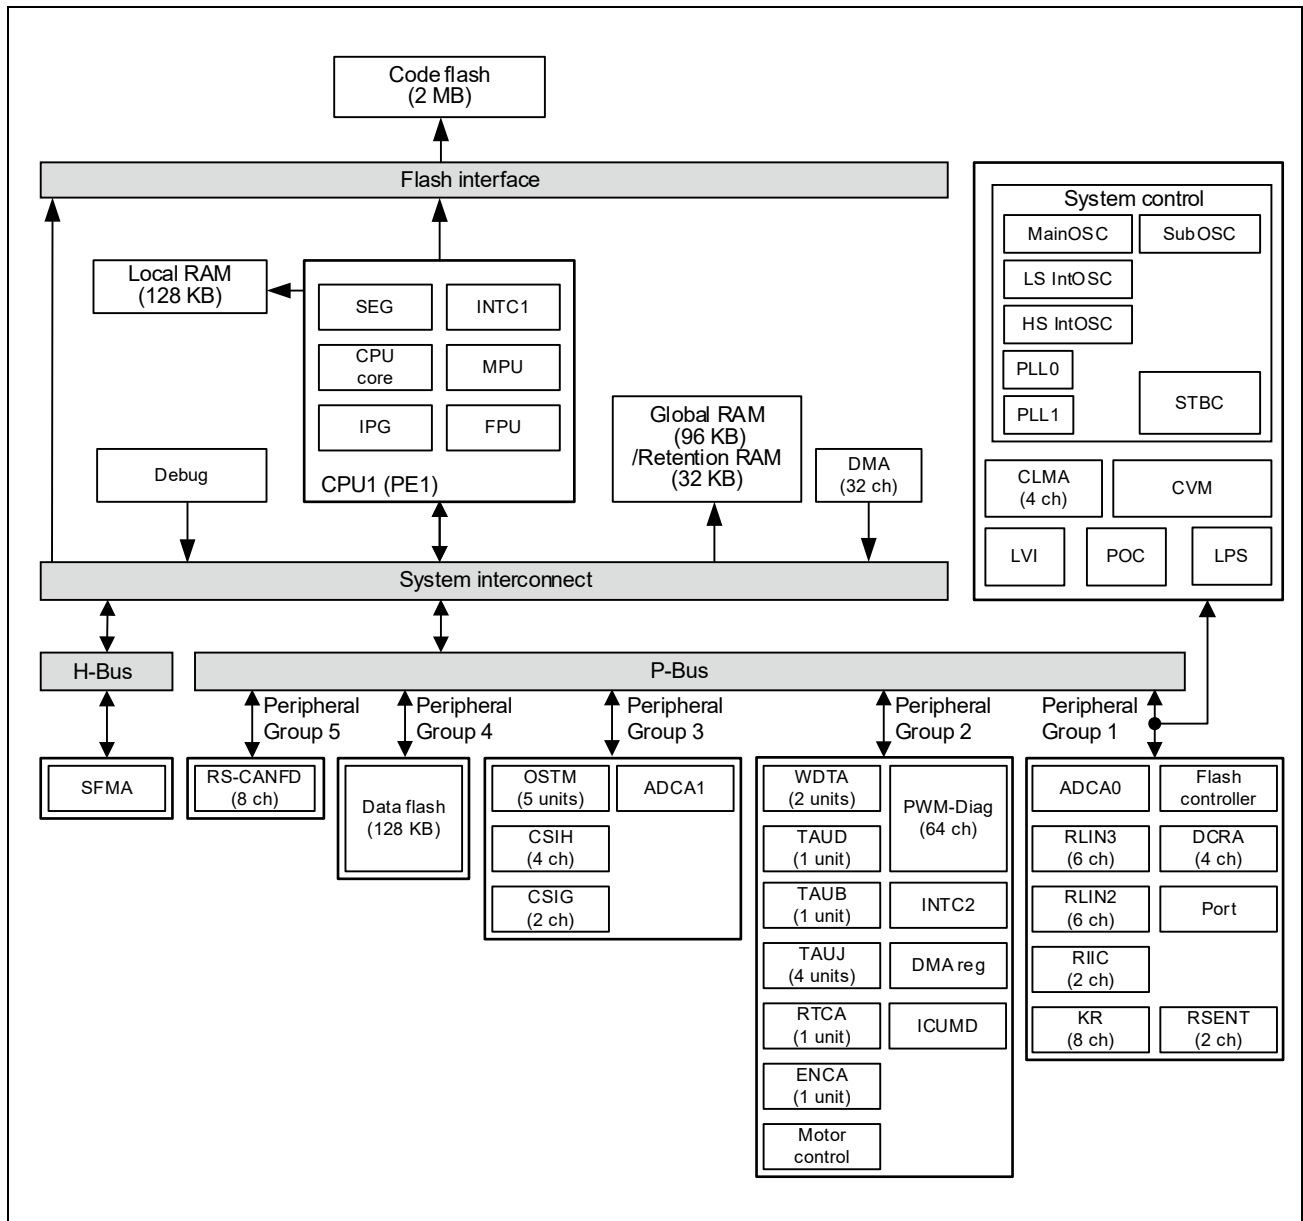 Code flash
(2 MB)
Flash interface
System control
MainOSC
SubOSC
LS IntOSC
HS IntOSC
PLL0
PLL1
STBC
CLMA
(4 ch)
CVM
LVI
POC
LPS
Local RAM
(128 KB)
SEG
INTC1
CPU
core
MPU
IPG
FPU
CPU1 (PE1)
Debug
Global RAM
(96 KB)
/Retention RAM
(32 KB)
DMA
(32 ch)
System interconnect
H-Bus
P-Bus
Peripheral
Group 5
Peripheral
Group 4
Peripheral
Group 3
Peripheral
Group 2
Peripheral
Group 1
SFMA
RS-CANFD
(8 ch)
Data flash
(128 KB)
OSTM
(5 units)
ADCA1
CSIH
(4 ch)
CSIG
(2 ch)
WDTA
(2 units)
PWM-Diag
(64 ch)
TAUD
(1 unit)
TAUB
(1 unit)
INTC2
TAUJ
(4 units)
DMA reg
RTCA
(1 unit)
ICUMD
ENCA
(1 unit)
Motor
control
ADCA0
Flash
controller
RLIN3
(6 ch)
DCRA
(4 ch)
RLIN2
(6 ch)
Port
RIIC
(2 ch)
KR
(8 ch)
RSENT
(2 ch)